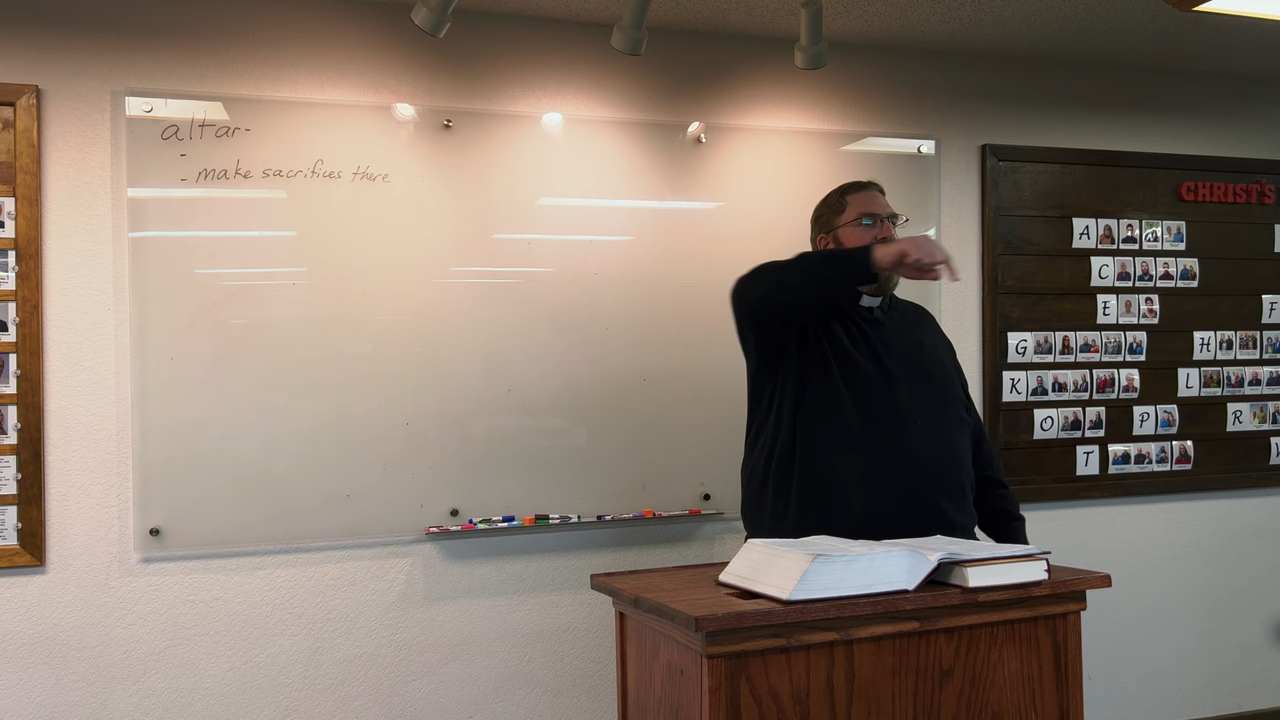 altar-
-
- make sacrifices there
CHRIST'S
A
C
E
F
G
H
K
L
O
P
R
T